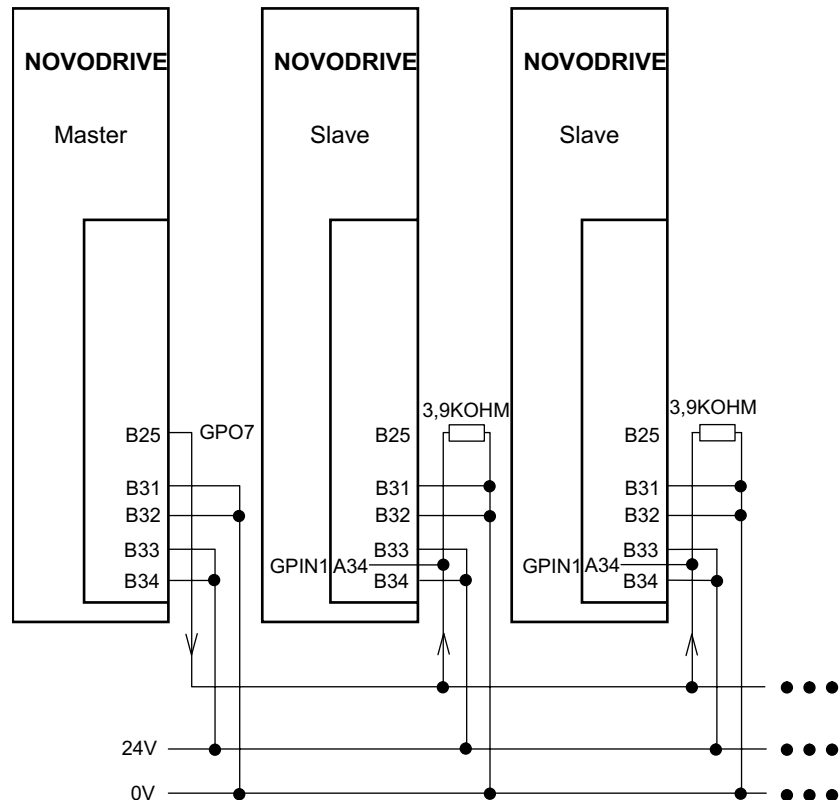 NOVODRIVE NOVODRIVE NOVODRIVE
Master Slave Slave
3,9KOHM 3,9KOHM
B25 GPO7 B25 B25
B31 B31 B31
B32 B32 B32
B33 B33 B33
GPIN1 A34 GPIN1 A34
B34 B34 B34
24V
0V